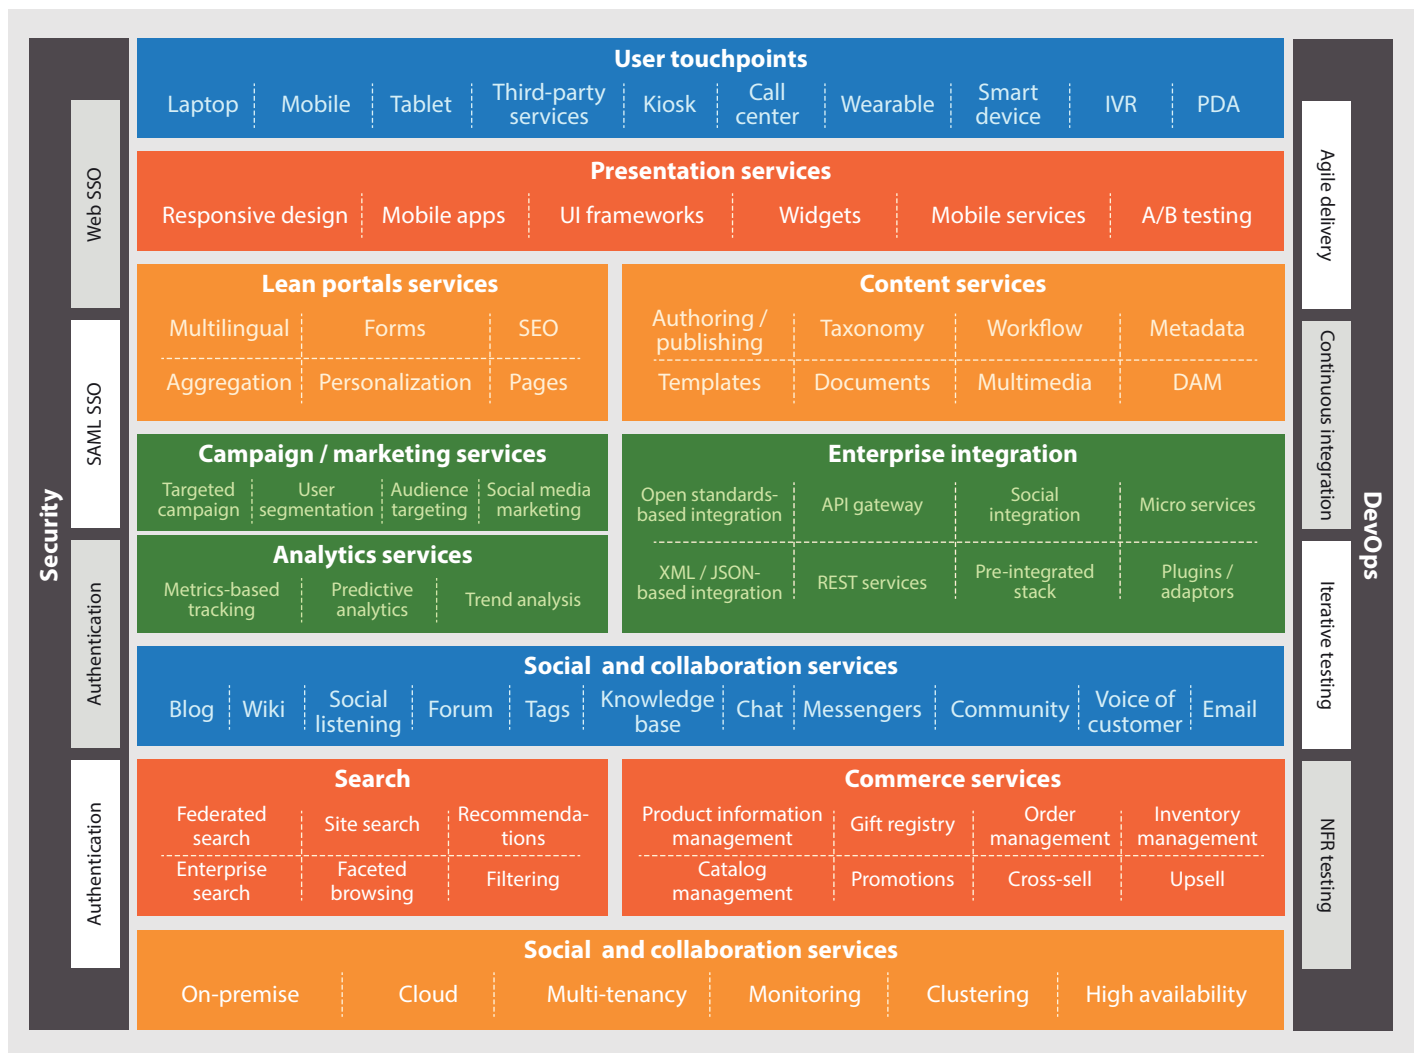 User touchpoints
Laptop
Mobile
Tablet
Third-party
services
Kiosk
Call
center
Wearable
Smart
device
IVR
PDA
Presentation services
Responsive design
Mobile apps
UI frameworks
Widgets
Mobile services
A/B testing
Lean portals services
Multilingual
Forms
SEO
Aggregation
Personalization
Pages
Content services
Authoring /
publishing
Taxonomy
Workflow
Metadata
Templates
Documents
Multimedia
DAM
Campaign / marketing services
Targeted
campaign
User
segmentation
Audience
targeting
Social media
marketing
Analytics services
Metrics-based
tracking
Predictive
analytics
Trend analysis
Enterprise integration
Open standards-
based integration
API gateway
Social
integration
Micro services
XML / JSON-
based integration
REST services
Pre-integrated
stack
Plugins /
adaptors
Social and collaboration services
Blog
Wiki
Social
listening
Forum
Tags
Knowledge
base
Chat
Messengers
Community
Voice of
customer
Email
Search
Federated
search
Site search
Recommenda-
tions
Enterprise
search
Faceted
browsing
Filtering
Commerce services
Product information
management
Gift registry
Order
management
Inventory
management
Catalog
management
Promotions
Cross-sell
Upsell
Social and collaboration services
On-premise
Cloud
Multi-tenancy
Monitoring
Clustering
High availability
Security
Web SSO
SAML SSO
Authentication
Authentication
DevOps
Agile delivery
Continuous integration
Iterative testing
NFR testing